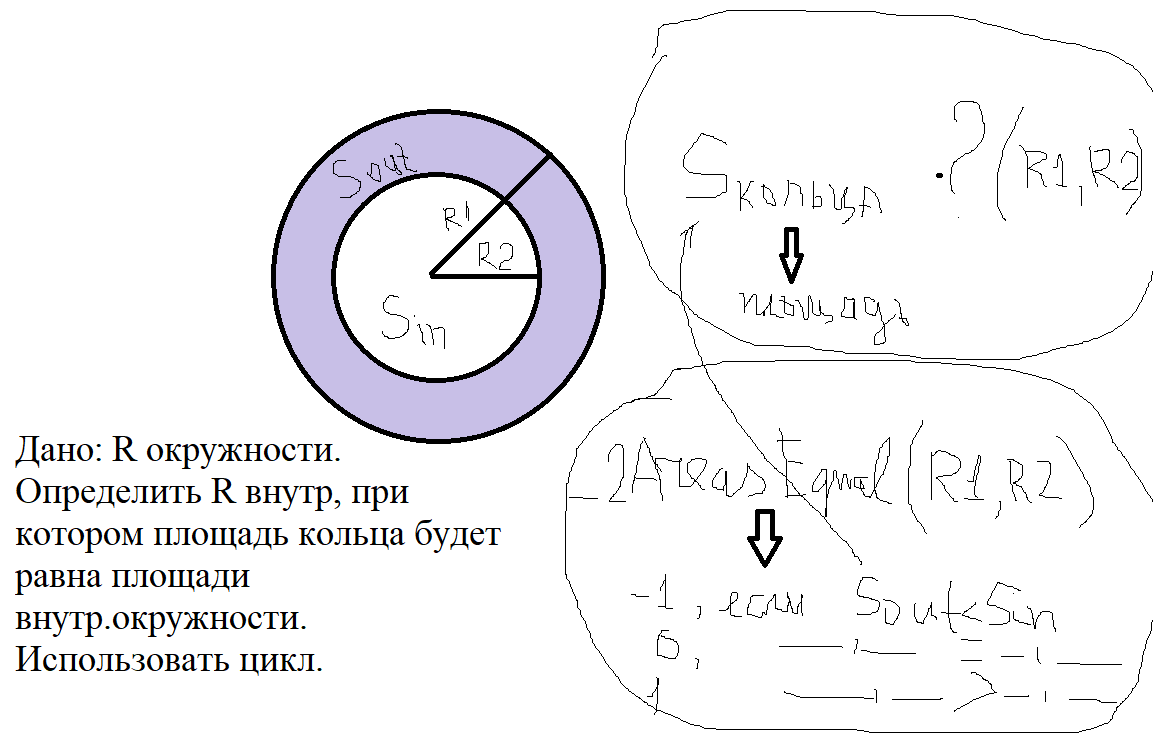 Sout
R1
R2
Sin
Sкольца ? (R1, R2)
площадь
Дано: R окружности.
Определить R внутр, при
котором площадь кольца будет
равна площади
внутр.окружности.
Использовать цикл.
_2AreasEqual(R1, R2)
-1, если Sout<Sin
0, —"— = —"—
1 —"— > —"—